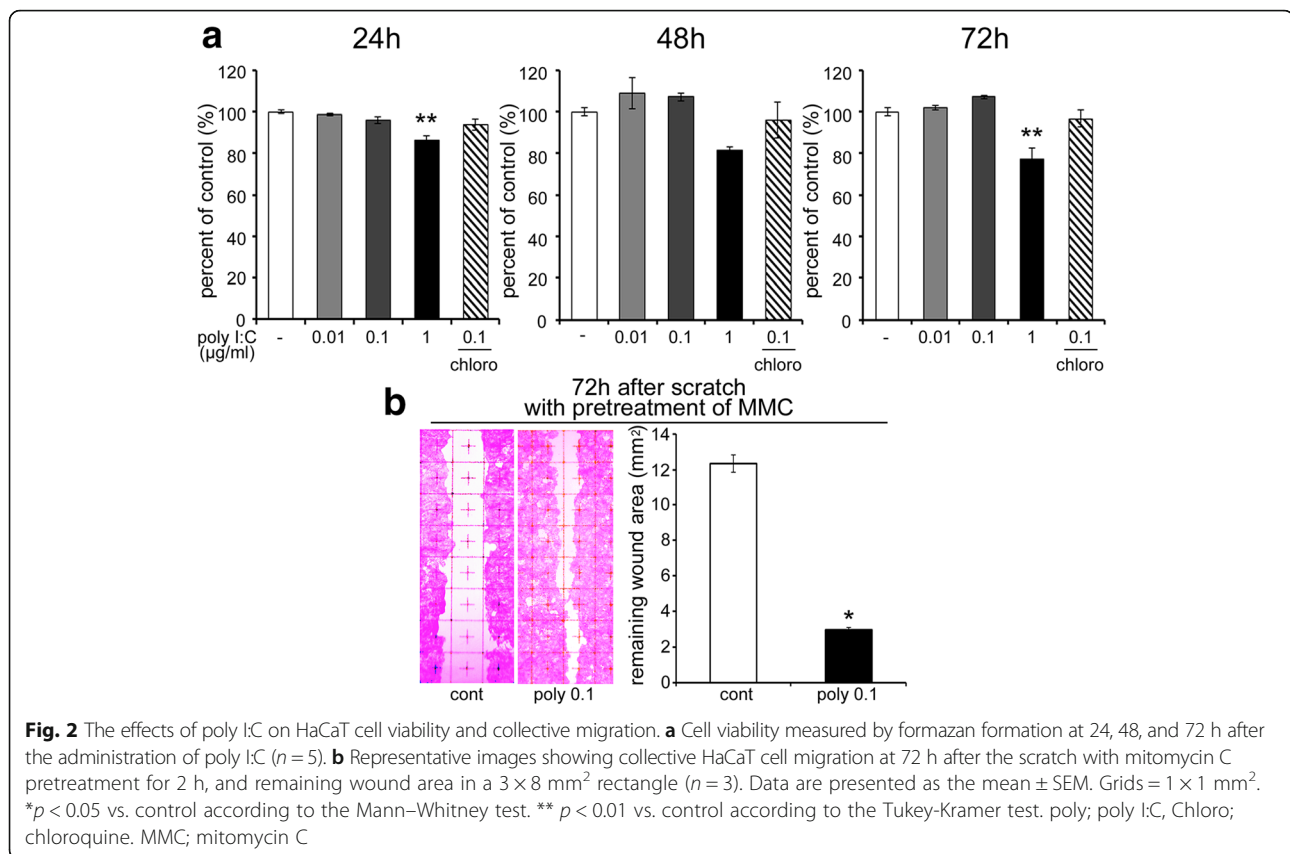 a
24h 48h 72h
percent of control (%)
120
100
80
60
40
20
0
**
percent of control (%)
120
100
80
60
40
20
0
percent of control (%)
120
100
80
60
40
20
0
**
poly I:C
(μg/ml)
- 0.01 0.1 1 0.1
chloro
- 0.01 0.1 1 0.1
chloro
- 0.01 0.1 1 0.1
chloro
b
72h after scratch
with pretreatment of MMC
cont poly 0.1
remaining wound area (mm²)
14
12
10
8
6
4
2
0
*
cont poly 0.1
Fig. 2 The effects of poly I:C on HaCaT cell viability and collective migration. a Cell viability measured by formazan formation at 24, 48, and 72 h after
the administration of poly I:C (n = 5). b Representative images showing collective HaCaT cell migration at 72 h after the scratch with mitomycin C
pretreatment for 2 h, and remaining wound area in a 3 × 8 mm² rectangle (n = 3). Data are presented as the mean ± SEM. Grids = 1 × 1 mm².
*p < 0.05 vs. control according to the Mann–Whitney test. ** p < 0.01 vs. control according to the Tukey-Kramer test. poly; poly I:C, Chloro;
chloroquine. MMC; mitomycin C